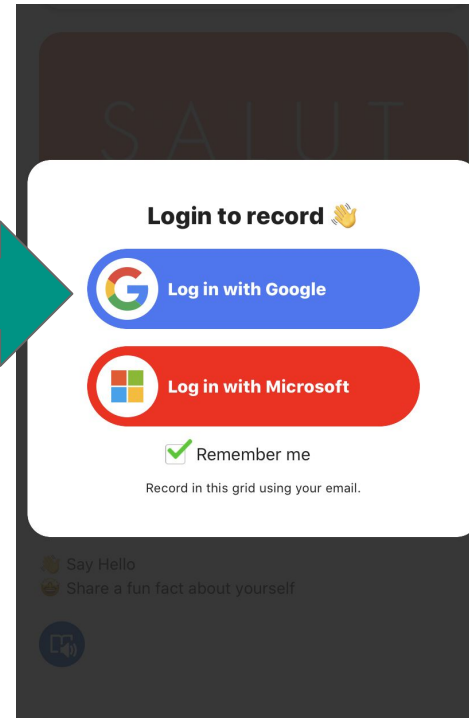 SALUT
Login to record 👋
Log in with Google
Log in with Microsoft
Remember me
Record in this grid using your email.
👋 Say Hello
🤩 Share a fun fact about yourself